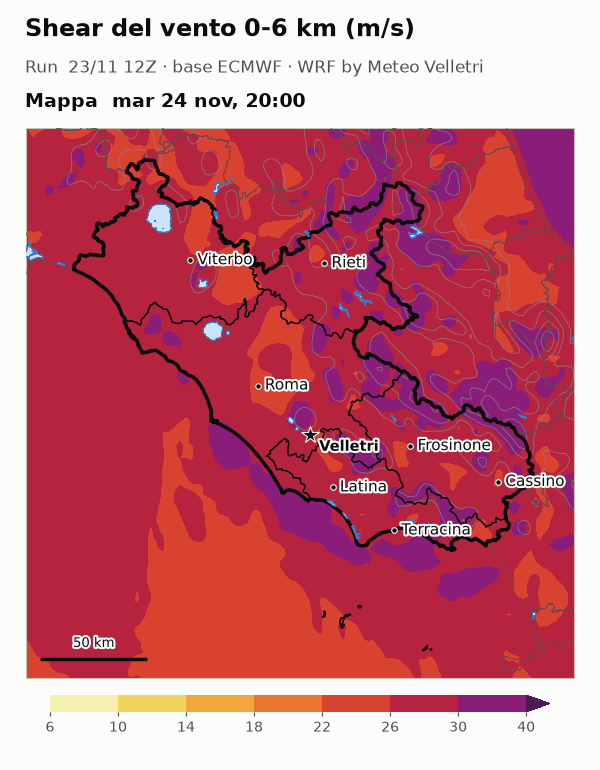 Shear del vento 0-6 km (m/s)
Run  23/11 12Z · base ECMWF · WRF by Meteo Velletri
Mappa  mar 24 nov, 20:00
Viterbo
Rieti
Roma
Velletri
Frosinone
Cassino
Latina
Terracina
50 km
6 10 14 18 22 26 30 40